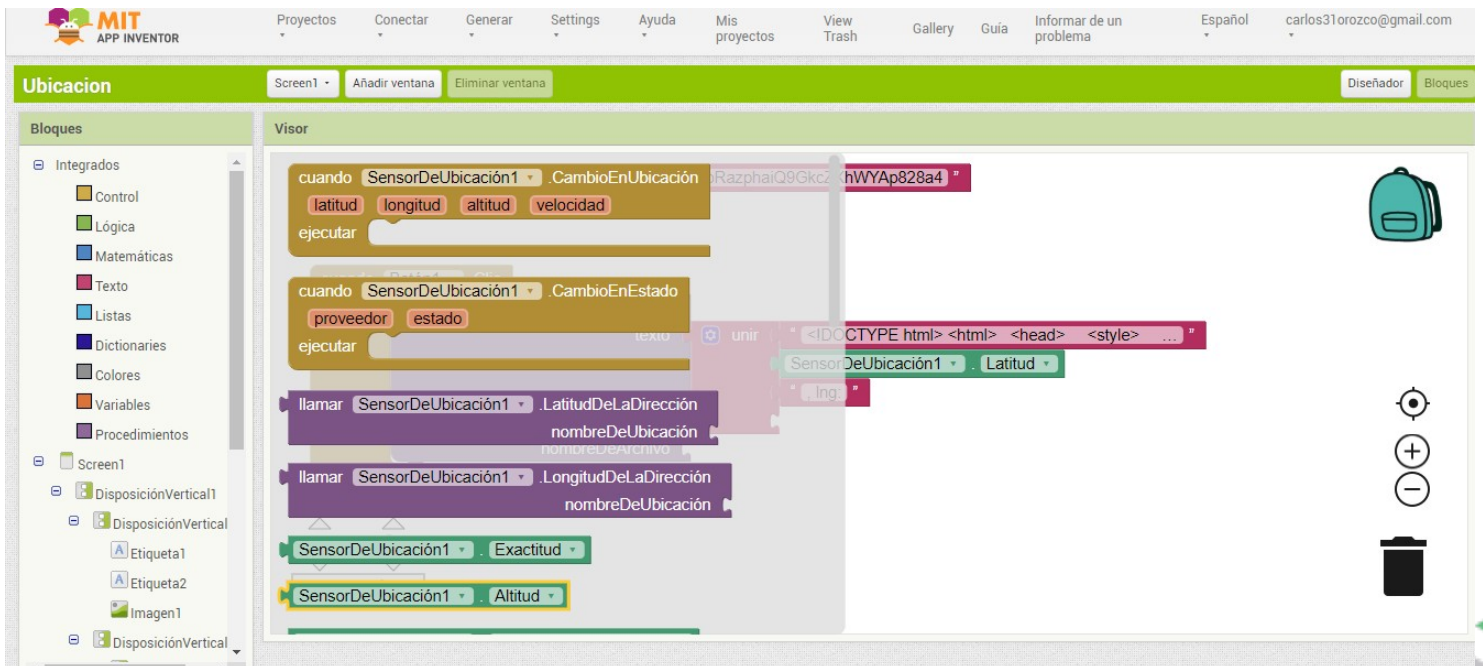 MIT
APP INVENTOR
Proyectos
Conectar
Generar
Settings
Ayuda
Mis
proyectos
View
Trash
Gallery
Guía
Informar de un
problema
Español
carlos31orozco@gmail.com
Ubicacion
Screen1
Añadir ventana
Eliminar ventana
Diseñador
Bloques
Bloques
Visor
Integrados
Control
Lógica
Matemáticas
Texto
Listas
Dictionaries
Colores
Variables
Procedimientos
Screen1
DisposiciónVertical1
DisposiciónVertical
Etiqueta1
Etiqueta2
Imagen1
DisposiciónVertical
cuando SensorDeUbicación1 .CambioEnUbicación
latitud longitud altitud velocidad
ejecutar
cuando SensorDeUbicación1 .CambioEnEstado
proveedor estado
ejecutar
texto unir " <!DOCTYPE html> <html> <head> <style> ... "
SensorDeUbicación1 . Latitud
" , lng: "
llamar SensorDeUbicación1 .LatitudDeLaDirección
nombreDeUbicación
nombreDeArchivo
llamar SensorDeUbicación1 .LongitudDeLaDirección
nombreDeUbicación
SensorDeUbicación1 . Exactitud
SensorDeUbicación1 . Altitud